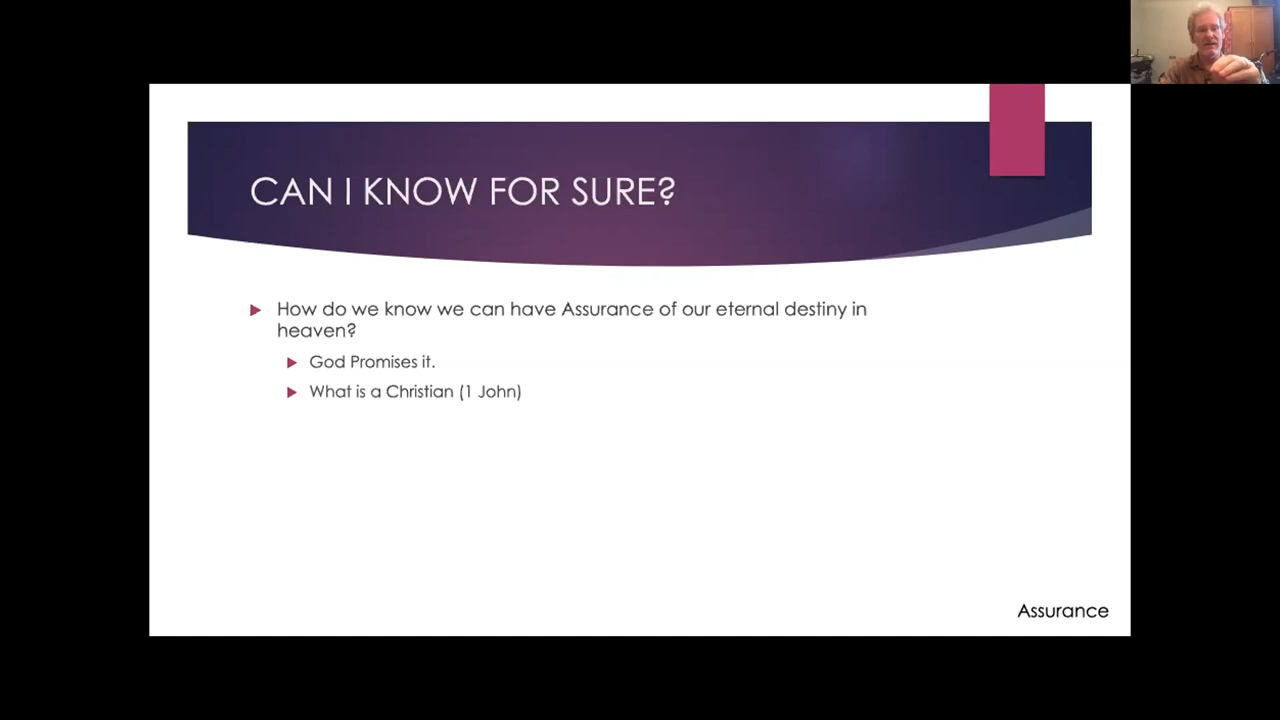 CAN I KNOW FOR SURE?
How do we know we can have Assurance of our eternal destiny in
heaven?
God Promises it.
What is a Christian (1 John)
Assurance